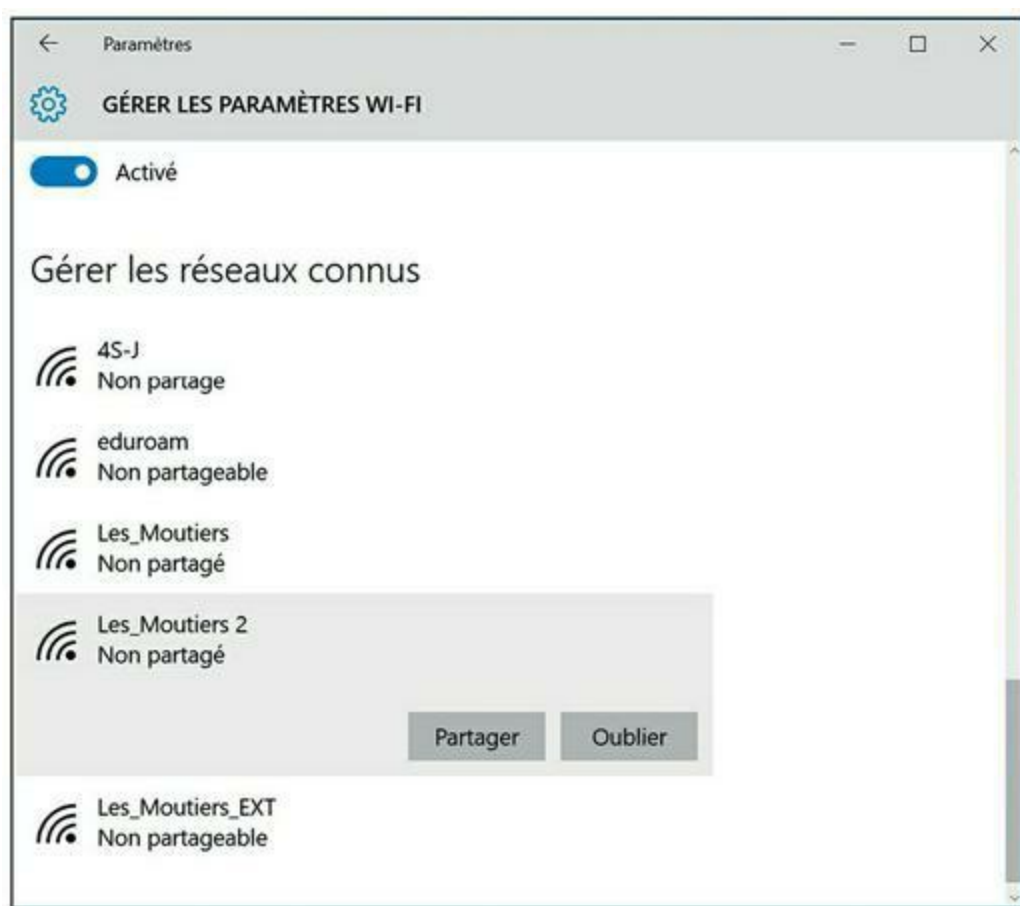 Paramètres
GÉRER LES PARAMÈTRES WI-FI
Activé
Gérer les réseaux connus
4S-J
Non partage
eduroam
Non partageable
Les_Moutiers
Non partagé
Les_Moutiers 2
Non partagé
Partager Oublier
Les_Moutiers_EXT
Non partageable